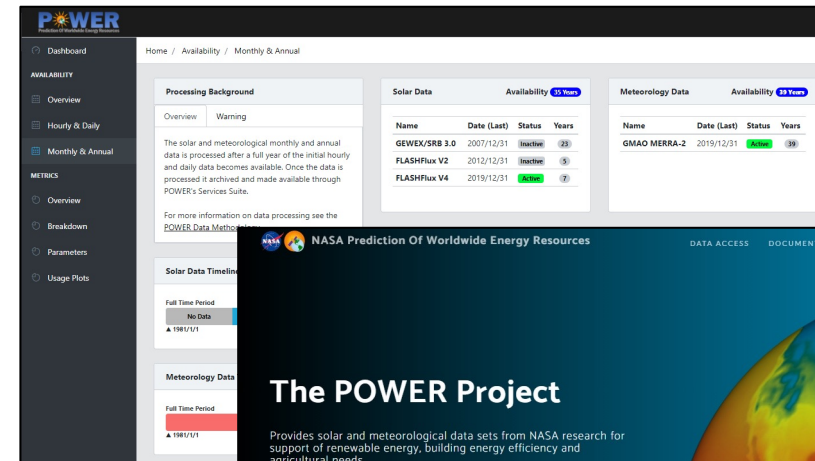 POWER
Prediction Of Worldwide Energy Resources
Dashboard
AVAILABILITY
Overview
Hourly & Daily
Monthly & Annual
METRICS
Overview
Breakdown
Parameters
Usage Plots
Home / Availability / Monthly & Annual
Processing Background
Overview Warning
The solar and meteorological monthly and annual
data is processed after a full year of the initial hourly
and daily data becomes available. Once the data is
processed it archived and made available through
POWER's Services Suite.
For more information on data processing see the
POWER Data Methodology
Solar Data Availability 35 Years
Name Date (Last) Status Years
GEWEX/SRB 3.0 2007/12/31 Inactive 23
FLASHFlux V2 2012/12/31 Inactive 5
FLASHFlux V4 2019/12/31 Active 7
Meteorology Data Availability 39 Years
Name Date (Last) Status Years
GMAO MERRA-2 2019/12/31 Active 39
Solar Data Timeline
Full Time Period
No Data
▲ 1981/1/1
Meteorology Data
Full Time Period
▲ 1981/1/1
NASA
NASA Prediction Of Worldwide Energy Resources
DATA ACCESS DOCUMEN
The POWER Project
Provides solar and meteorological data sets from NASA research for
support of renewable energy, building energy efficiency and
agricultural needs